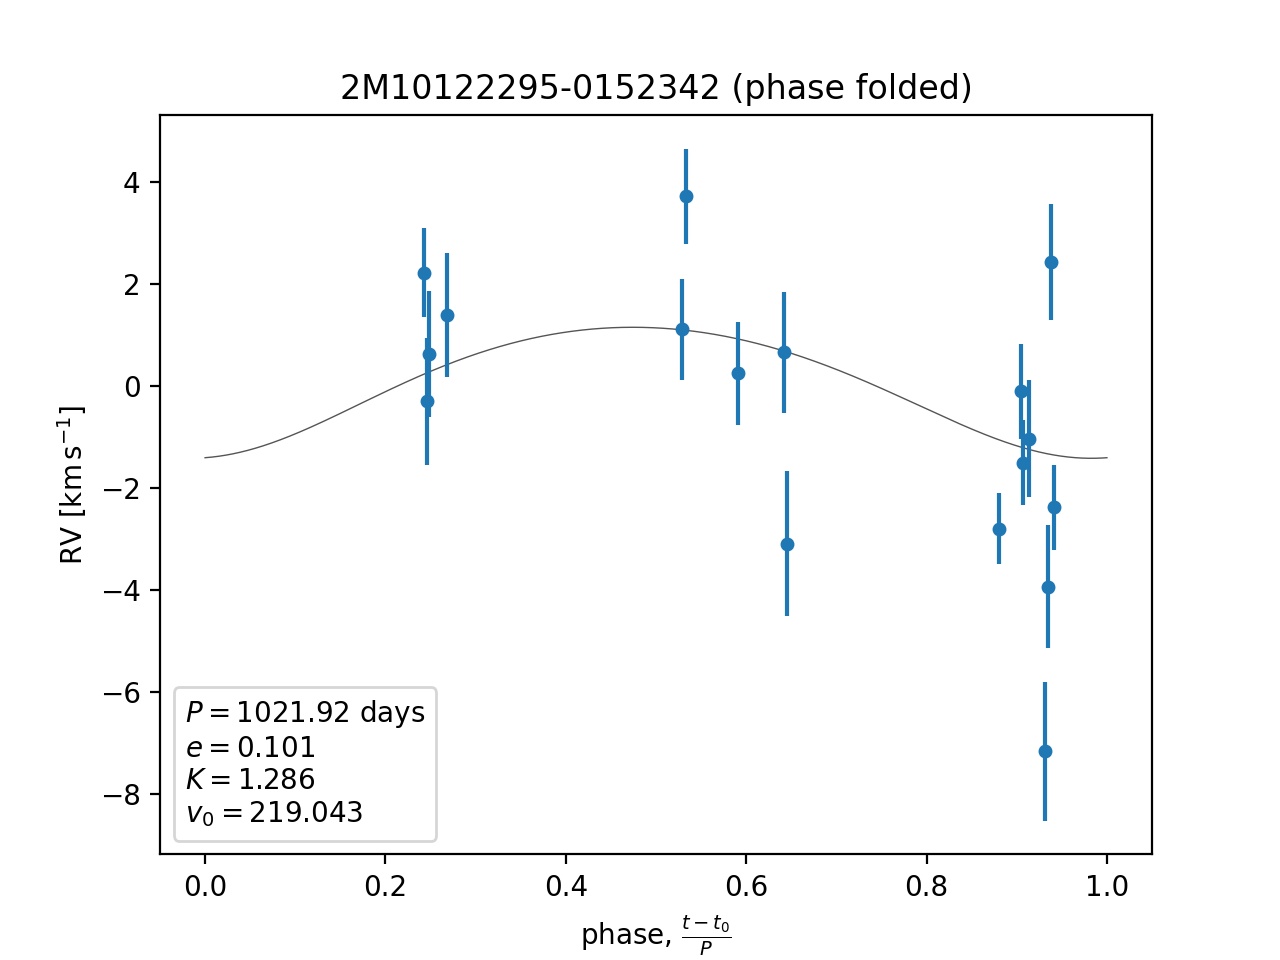 2M10122295-0152342 (phase folded)
RV [km s⁻¹]
4
2
0
−2
−4
−6
−8
P = 1021.92 days
e = 0.101
K = 1.286
v₀ = 219.043
0.0 0.2 0.4 0.6 0.8 1.0
phase, (t − t₀)/P